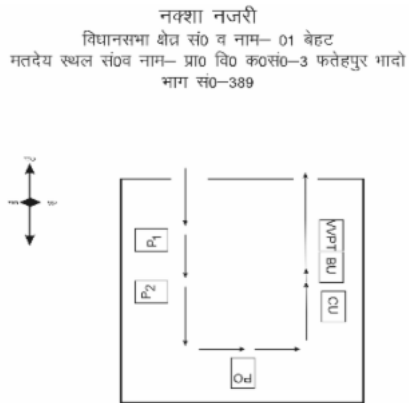 नक्शा नजरी
विधानसभा क्षेत्र सं0 व नाम– 01 बेहट
मतदेय स्थल सं0व नाम– प्रा0 वि0 क0सं0–3 फतेहपुर भादो
भाग सं0–389
P1
P2
PO
VVPT BU
CU